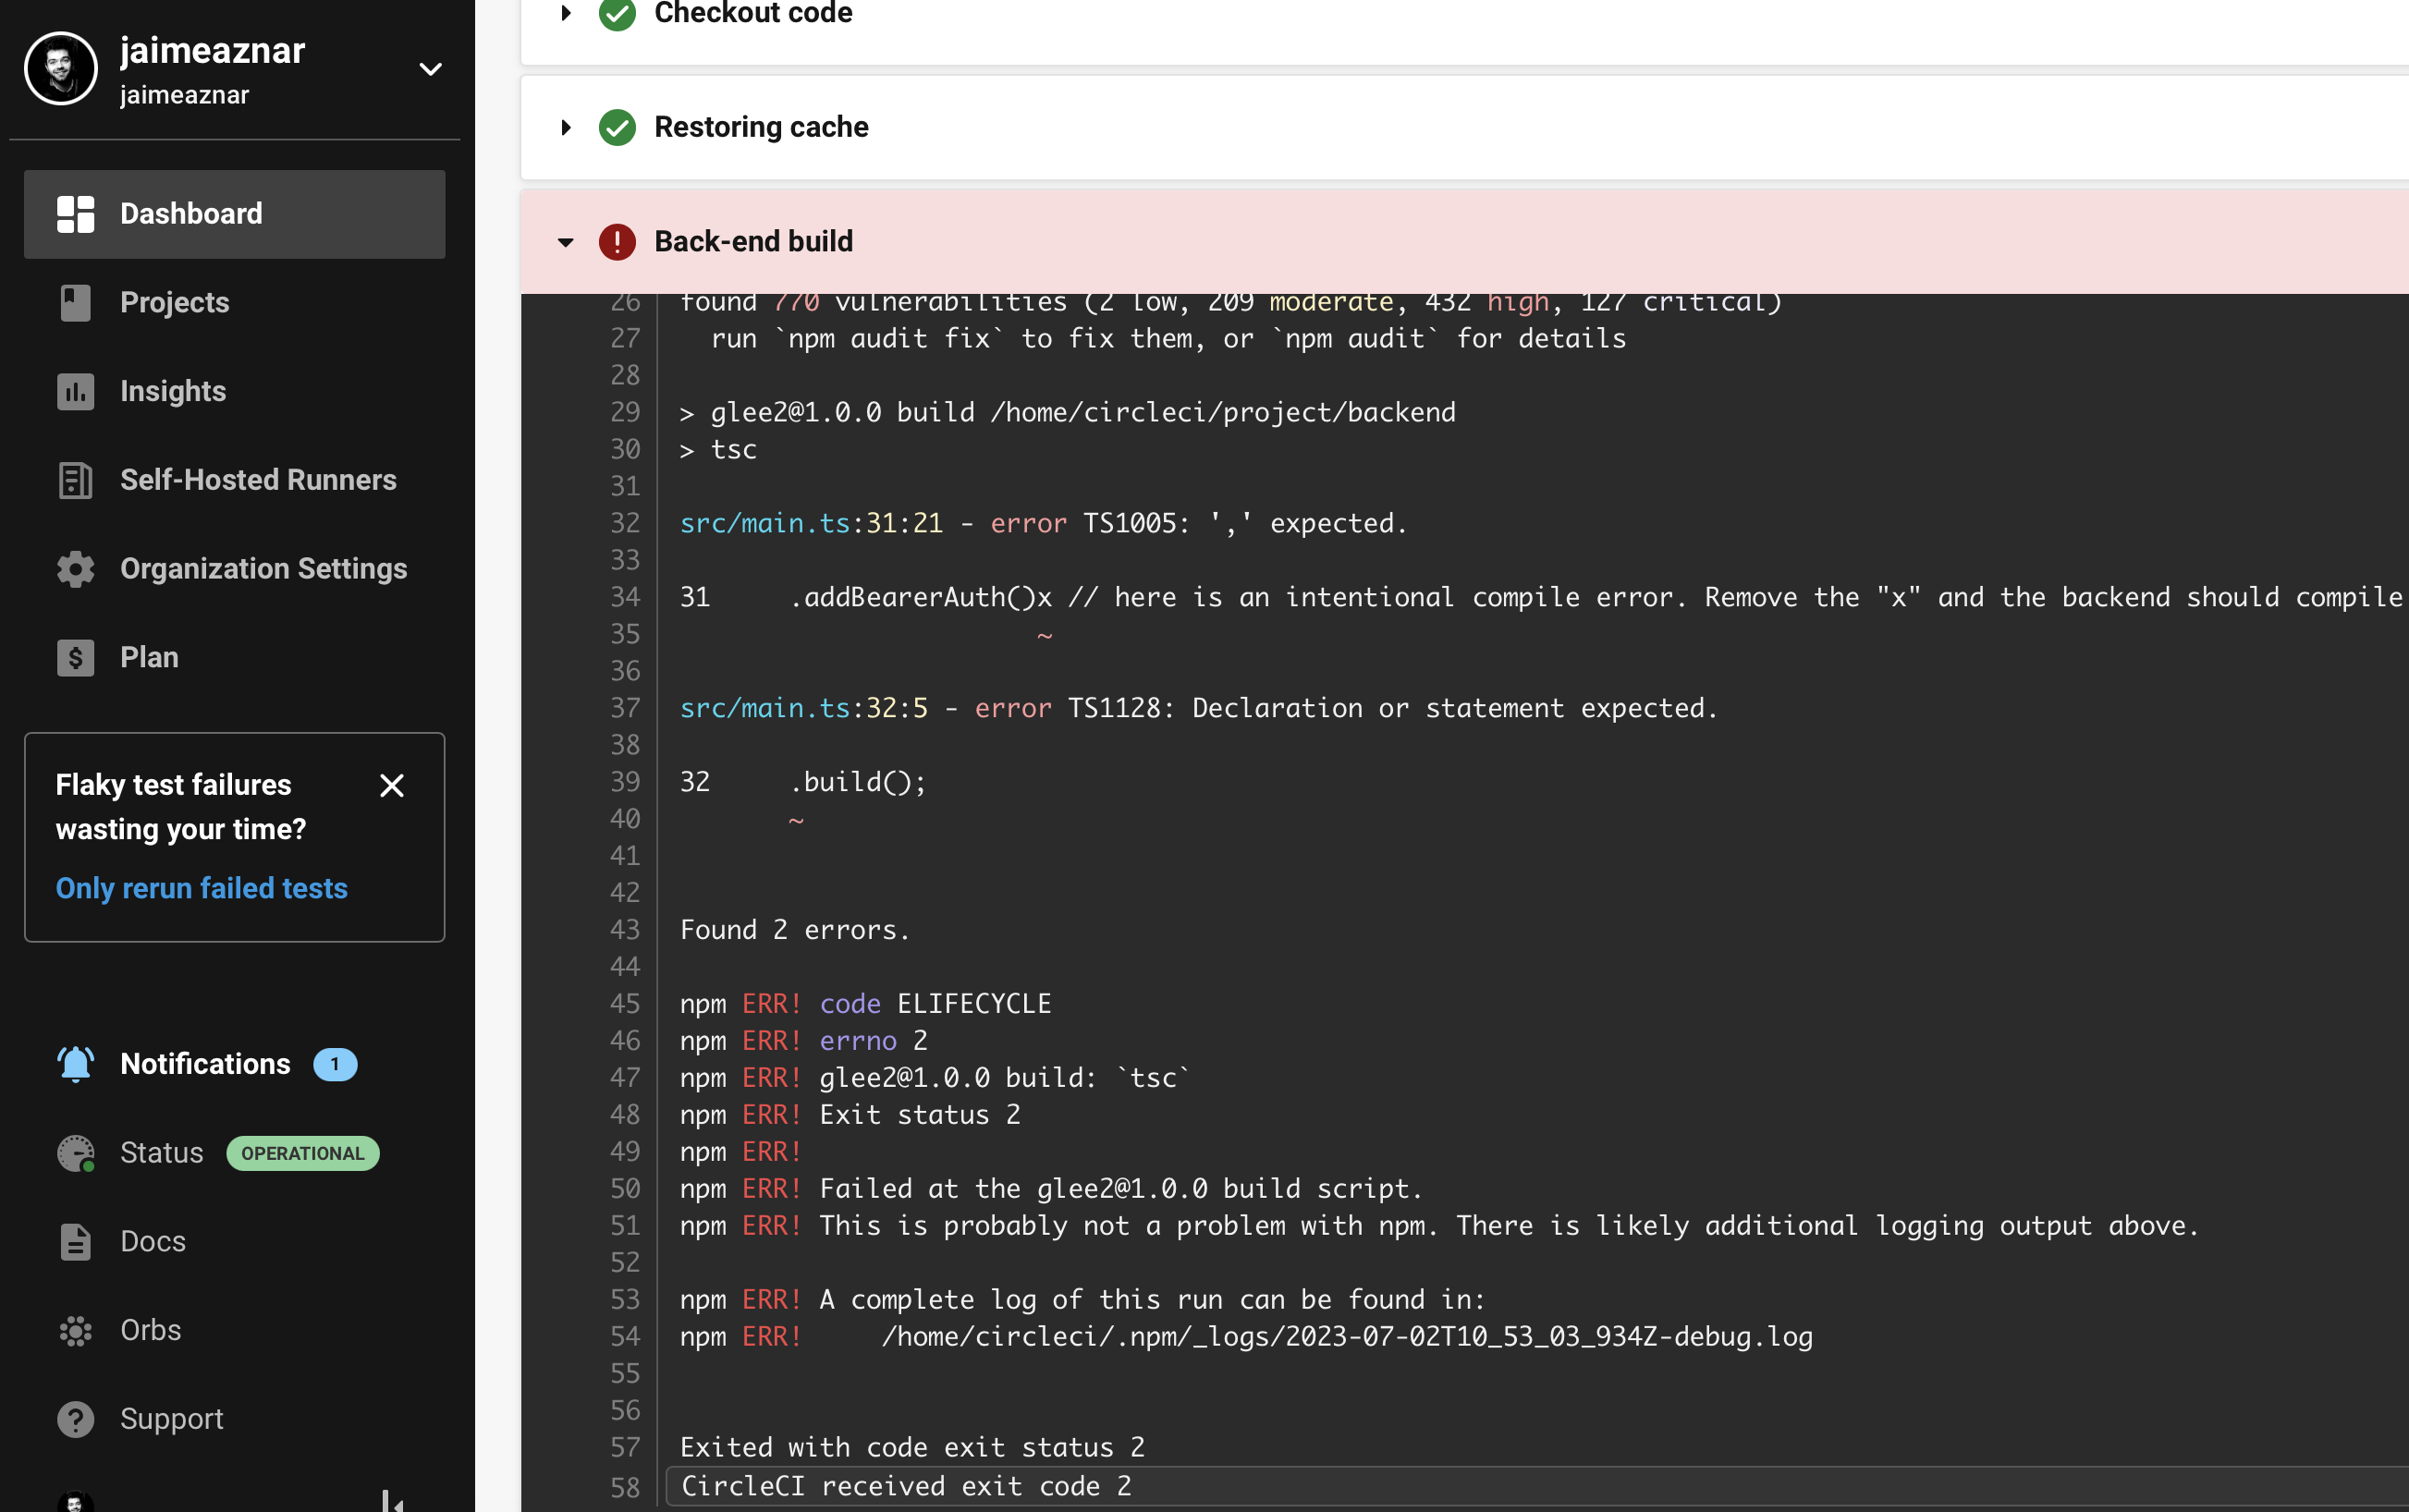 jaimeaznar
jaimeaznar
Dashboard
Projects
Insights
Self-Hosted Runners
Organization Settings
Plan
Flaky test failures
wasting your time?
Only rerun failed tests
Notifications 1
Status OPERATIONAL
Docs
Orbs
Support
Checkout code
Restoring cache
Back-end build
26 found 770 vulnerabilities (2 low, 209 moderate, 432 high, 127 critical)
27   run `npm audit fix` to fix them, or `npm audit` for details
28
29 > glee2@1.0.0 build /home/circleci/project/backend
30 > tsc
31
32 src/main.ts:31:21 - error TS1005: ',' expected.
33
34 31     .addBearerAuth()x // here is an intentional compile error. Remove the "x" and the backend should compile
35                        ~
36
37 src/main.ts:32:5 - error TS1128: Declaration or statement expected.
38
39 32     .build();
40        ~
41
42
43 Found 2 errors.
44
45 npm ERR! code ELIFECYCLE
46 npm ERR! errno 2
47 npm ERR! glee2@1.0.0 build: `tsc`
48 npm ERR! Exit status 2
49 npm ERR!
50 npm ERR! Failed at the glee2@1.0.0 build script.
51 npm ERR! This is probably not a problem with npm. There is likely additional logging output above.
52
53 npm ERR! A complete log of this run can be found in:
54 npm ERR!     /home/circleci/.npm/_logs/2023-07-02T10_53_03_934Z-debug.log
55
56
57 Exited with code exit status 2
58 CircleCI received exit code 2